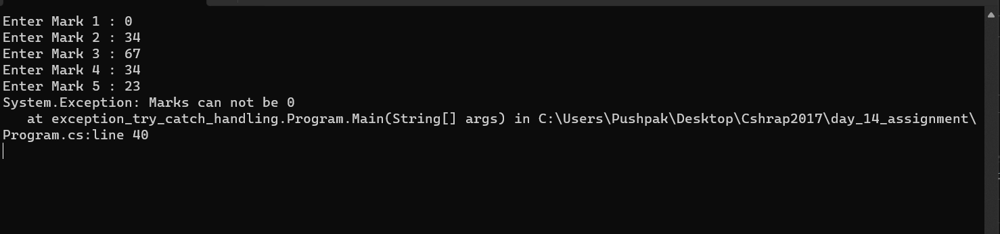 Enter Mark 1 : 0
Enter Mark 2 : 34
Enter Mark 3 : 67
Enter Mark 4 : 34
Enter Mark 5 : 23
System.Exception: Marks can not be 0
   at exception_try_catch_handling.Program.Main(String[] args) in C:\Users\Pushpak\Desktop\Cshrap2017\day_14_assignment\
Program.cs:line 40